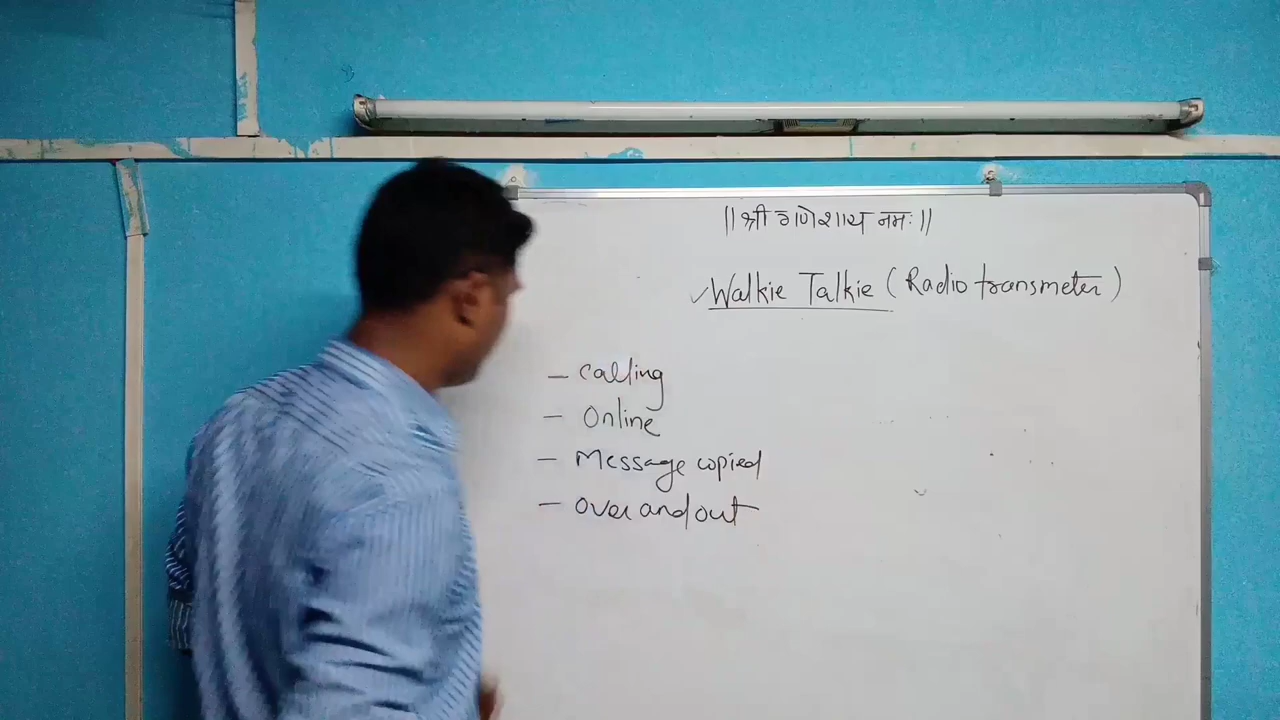 ||श्री गणेशाय नमः||
Walkie Talkie (Radio transmeter)
- calling
- Online
- Message copied
- over and out